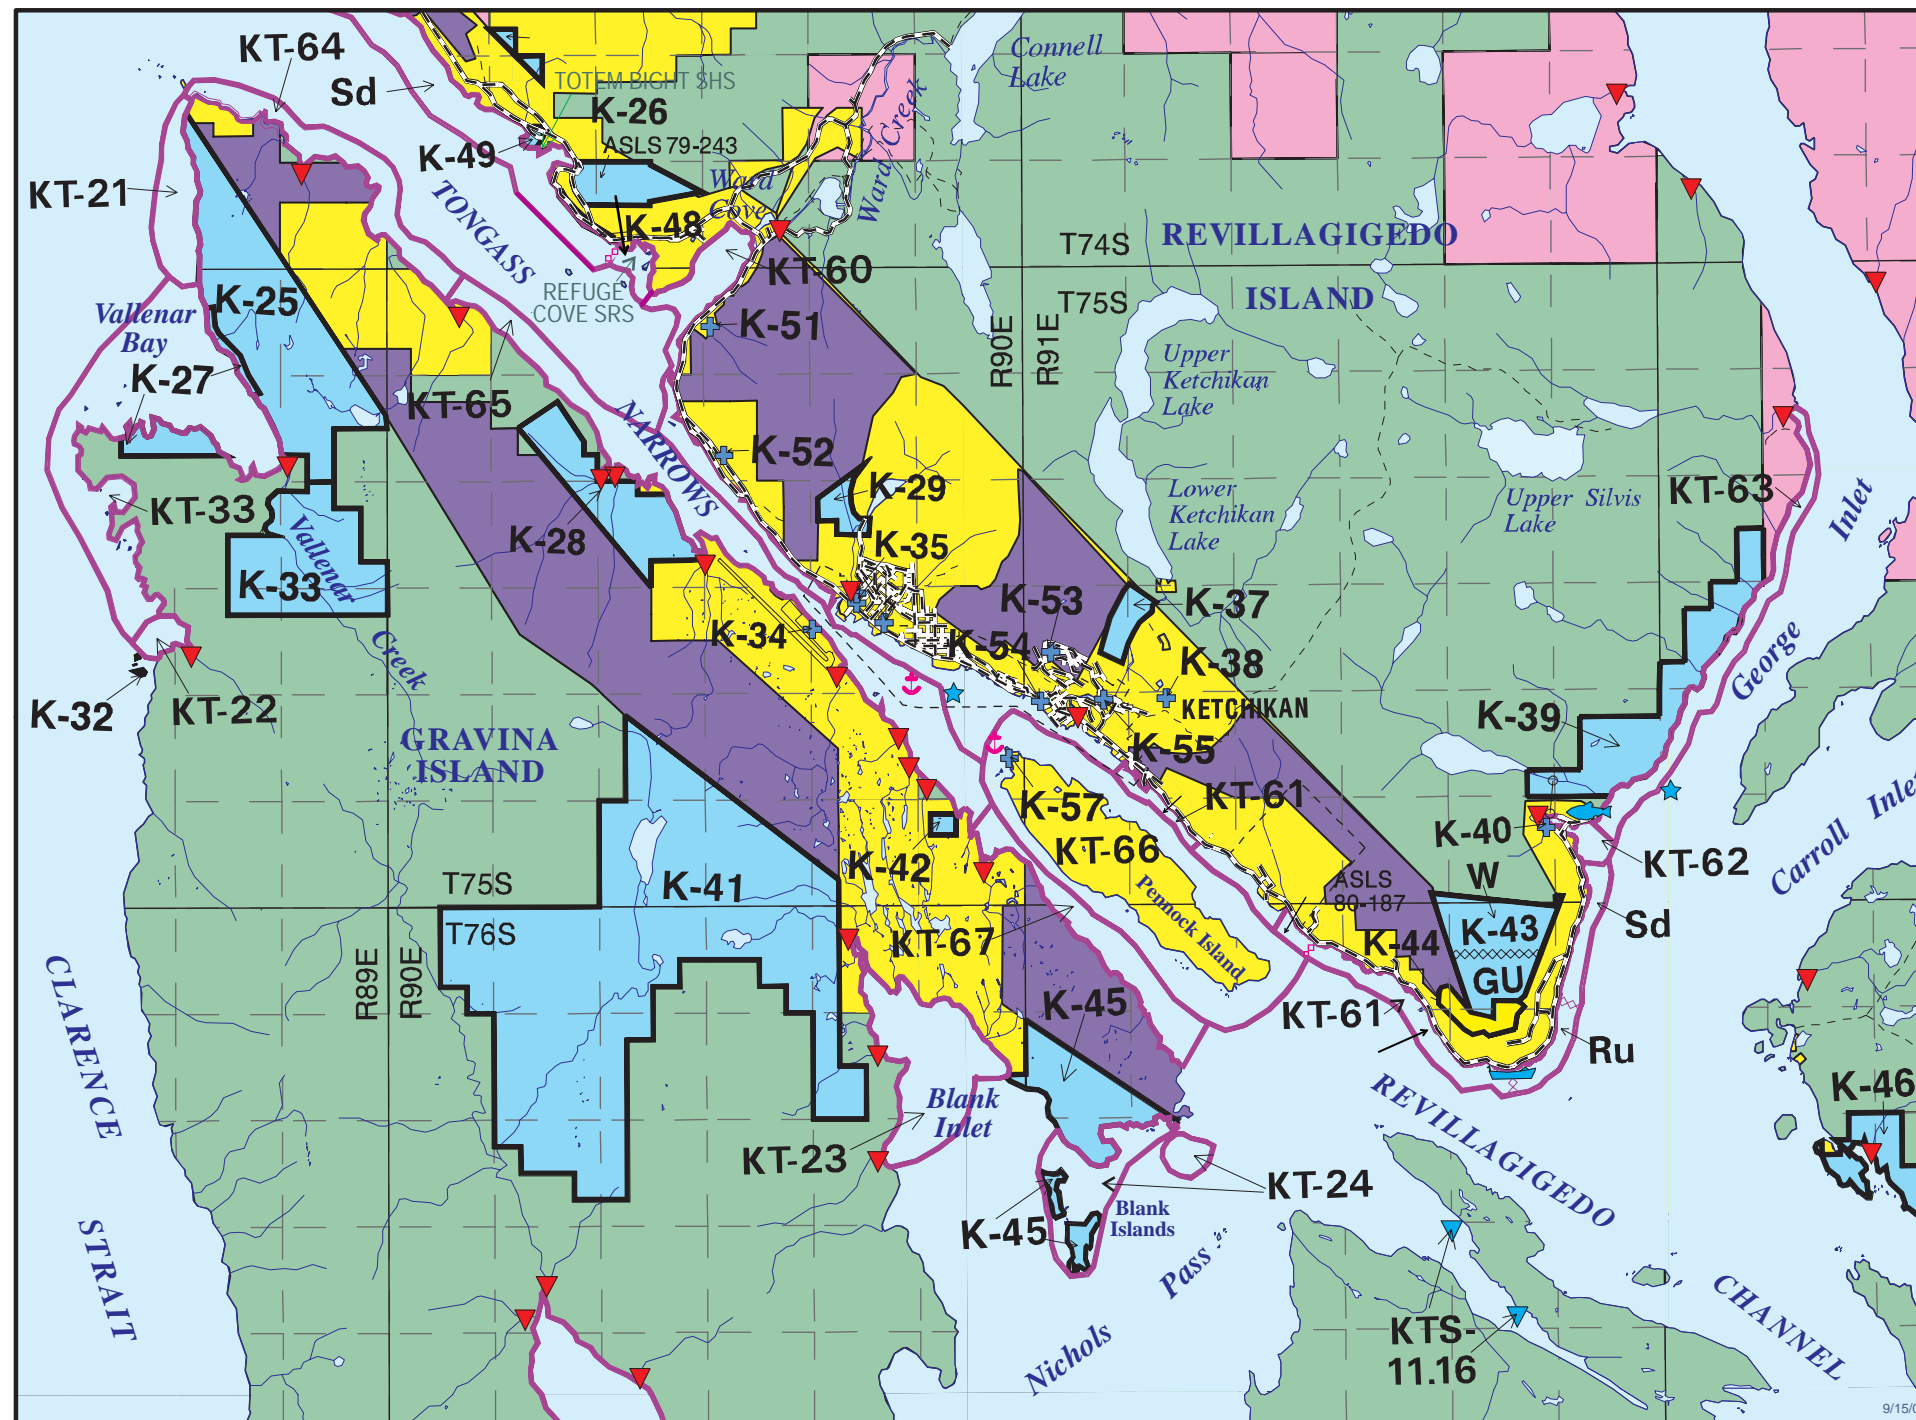 KT-64
Sd
TOTEM BIGHT SHS
K-26
ASLS 79-243
K-49
Connell
Lake
Ward Creek
Ward
Cove
K-48
KT-21
TONGASS
NARROWS
REFUGE
COVE SRS
KT-60
T74S
T75S
REVILLAGIGEDO
ISLAND
R90E
R91E
Vallenar
Bay
K-25
K-27
KT-65
K-51
K-52
Upper
Ketchikan
Lake
K-29
K-35
Lower
Ketchikan
Lake
Upper Silvis
Lake
KT-63
George
Inlet
KT-33
K-33
Vallenar
Creek
K-28
K-34
K-53
K-54
K-37
K-38
KETCHIKAN
K-55
K-32
KT-22
GRAVINA
ISLAND
K-39
K-57
KT-61
KT-66
Pennock Island
K-40
W
KT-62
Carroll Inlet
K-42
K-41
T75S
T76S
R89E
R90E
KT-67
ASLS
80-187
K-44
K-43
GU
Sd
Ru
KT-61
7
K-45
K-46
CLARENCE
STRAIT
KT-23
Blank
Inlet
K-45
KT-24
Blank
Islands
Nichols
Pass
REVILLAGIGEDO
CHANNEL
KTS-
11.16
9/15/0